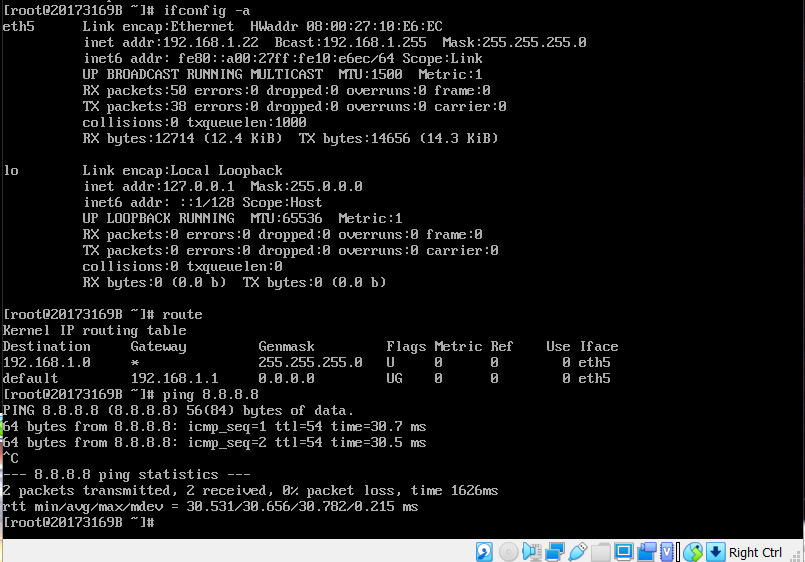 [root@20173169B ~]# ifconfig -a
eth5      Link encap:Ethernet  HWaddr 08:00:27:10:E6:EC
          inet addr:192.168.1.22  Bcast:192.168.1.255  Mask:255.255.255.0
          inet6 addr: fe80::a00:27ff:fe10:e6ec/64 Scope:Link
          UP BROADCAST RUNNING MULTICAST  MTU:1500  Metric:1
          RX packets:50 errors:0 dropped:0 overruns:0 frame:0
          TX packets:38 errors:0 dropped:0 overruns:0 carrier:0
          collisions:0 txqueuelen:1000
          RX bytes:12714 (12.4 KiB)  TX bytes:14656 (14.3 KiB)

lo        Link encap:Local Loopback
          inet addr:127.0.0.1  Mask:255.0.0.0
          inet6 addr: ::1/128 Scope:Host
          UP LOOPBACK RUNNING  MTU:65536  Metric:1
          RX packets:0 errors:0 dropped:0 overruns:0 frame:0
          TX packets:0 errors:0 dropped:0 overruns:0 carrier:0
          collisions:0 txqueuelen:0
          RX bytes:0 (0.0 b)  TX bytes:0 (0.0 b)

[root@20173169B ~]# route
Kernel IP routing table
Destination     Gateway         Genmask         Flags Metric Ref    Use Iface
192.168.1.0     *               255.255.255.0   U     0      0        0 eth5
default         192.168.1.1     0.0.0.0         UG    0      0        0 eth5
[root@20173169B ~]# ping 8.8.8.8
PING 8.8.8.8 (8.8.8.8) 56(84) bytes of data.
64 bytes from 8.8.8.8: icmp_seq=1 ttl=54 time=30.7 ms
64 bytes from 8.8.8.8: icmp_seq=2 ttl=54 time=30.5 ms
^C
--- 8.8.8.8 ping statistics ---
2 packets transmitted, 2 received, 0% packet loss, time 1626ms
rtt min/avg/max/mdev = 30.531/30.656/30.782/0.215 ms
[root@20173169B ~]#
Right Ctrl